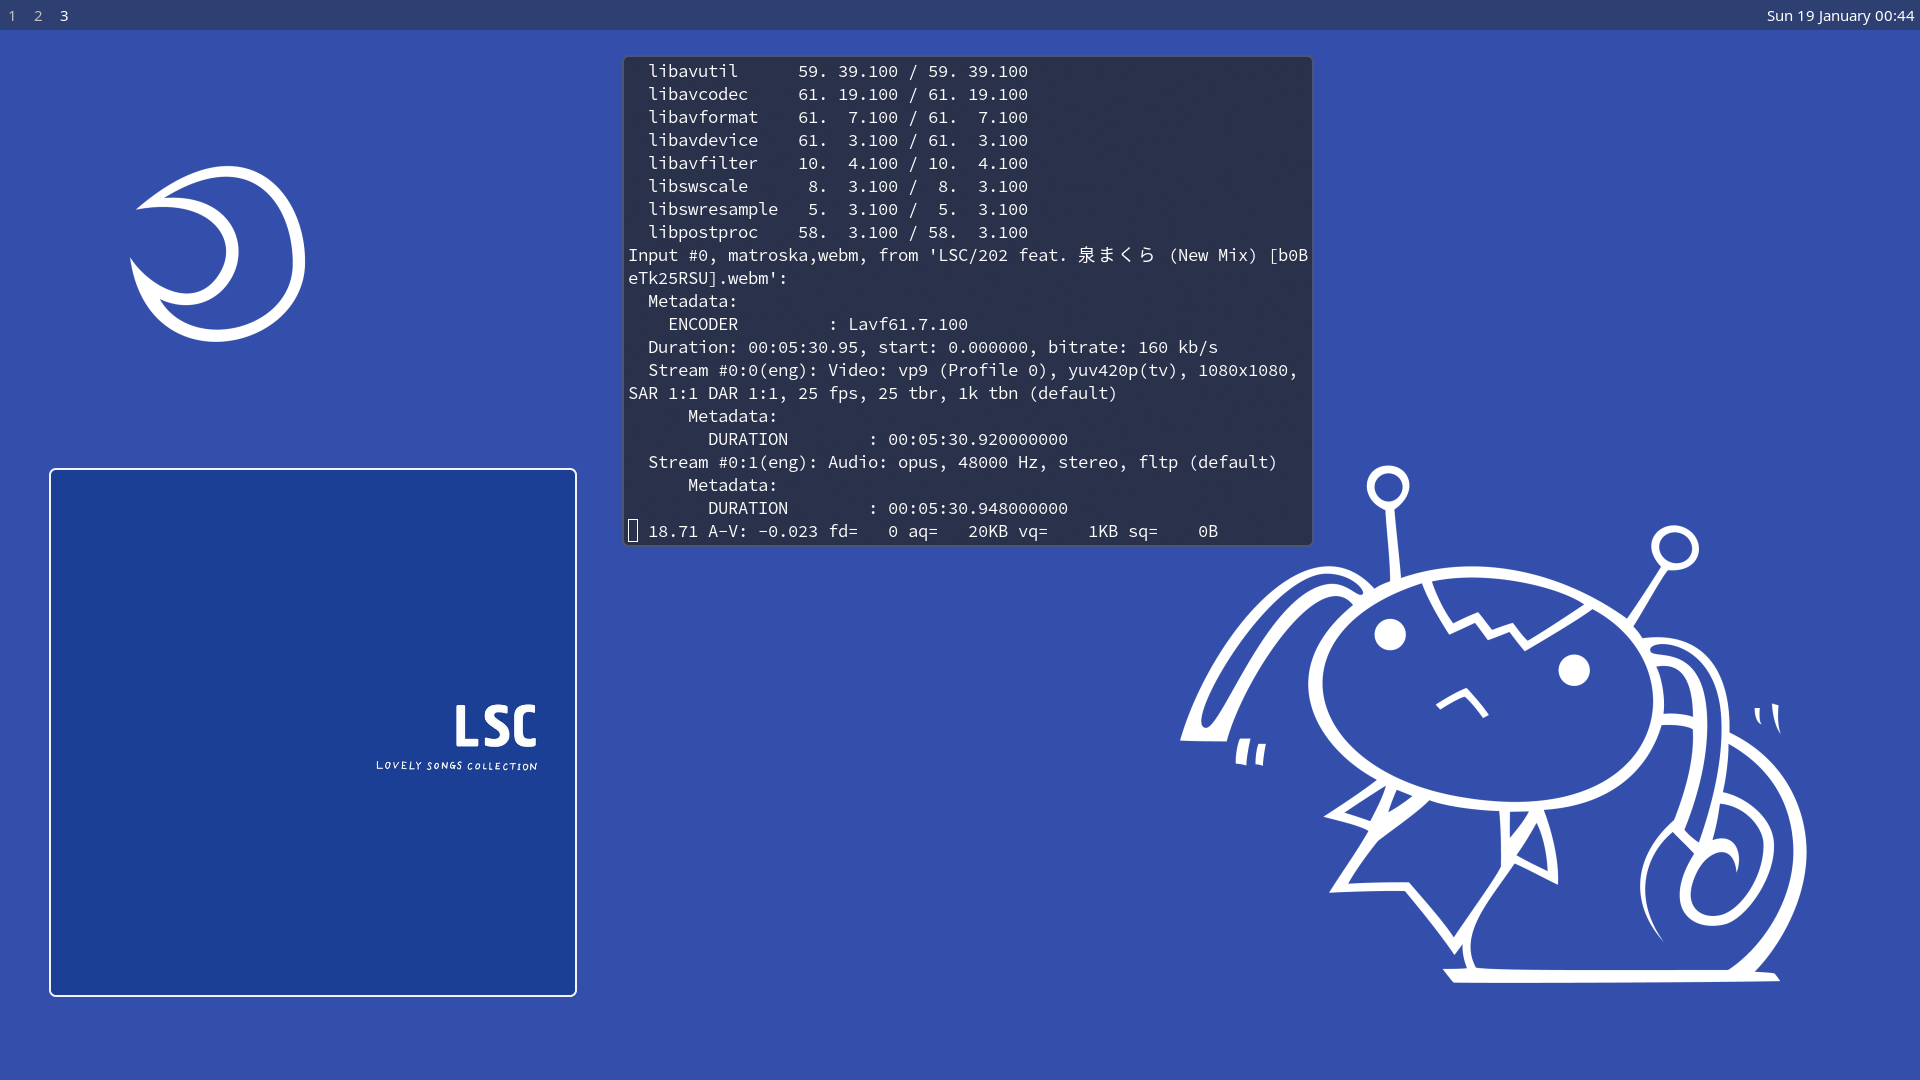 1 2 3
Sun 19 January 00:44
libavutil      59. 39.100 / 59. 39.100
libavcodec     61. 19.100 / 61. 19.100
libavformat    61.  7.100 / 61.  7.100
libavdevice    61.  3.100 / 61.  3.100
libavfilter    10.  4.100 / 10.  4.100
libswscale      8.  3.100 /  8.  3.100
libswresample   5.  3.100 /  5.  3.100
libpostproc    58.  3.100 / 58.  3.100
Input #0, matroska,webm, from 'LSC/202 feat. 泉まくら (New Mix) [b0B
eTk25RSU].webm':
Metadata:
ENCODER         : Lavf61.7.100
Duration: 00:05:30.95, start: 0.000000, bitrate: 160 kb/s
Stream #0:0(eng): Video: vp9 (Profile 0), yuv420p(tv), 1080x1080,
SAR 1:1 DAR 1:1, 25 fps, 25 tbr, 1k tbn (default)
Metadata:
DURATION        : 00:05:30.920000000
Stream #0:1(eng): Audio: opus, 48000 Hz, stereo, fltp (default)
Metadata:
DURATION        : 00:05:30.948000000
18.71 A-V: -0.023 fd=   0 aq=   20KB vq=    1KB sq=    0B
LSC
LOVELY SONGS COLLECTION